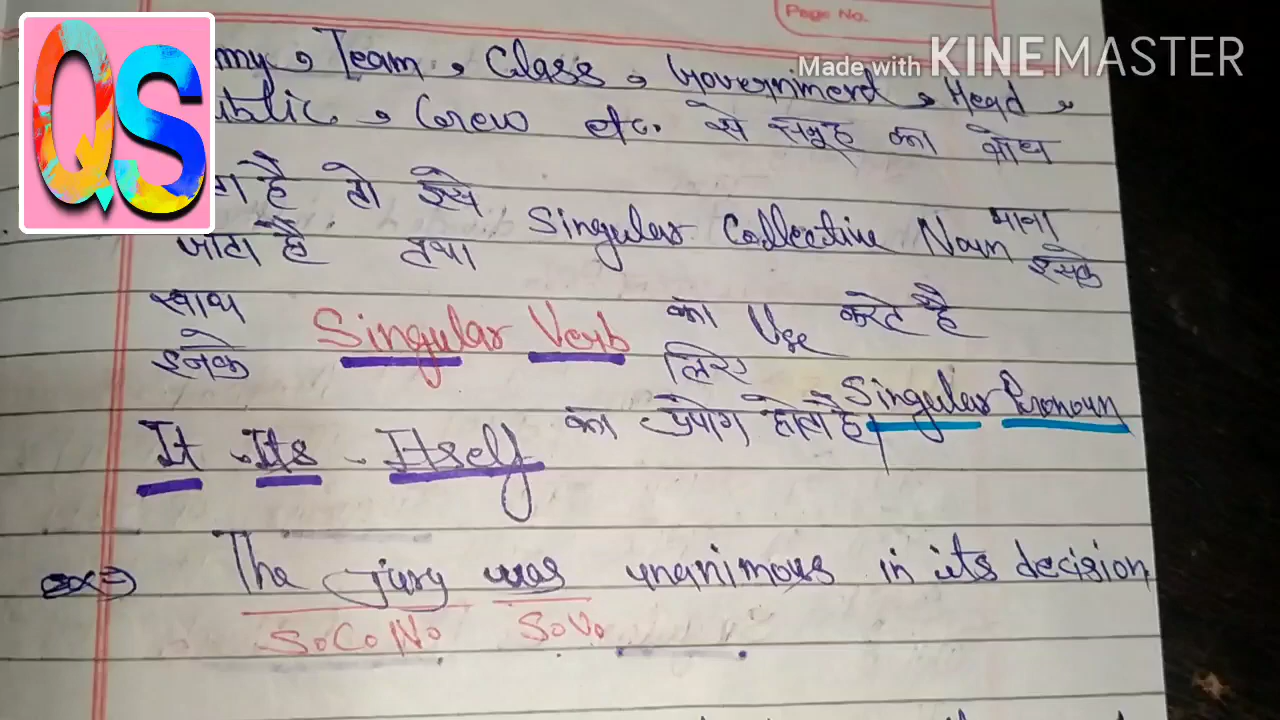 Page No.
QS
Made with KINEMASTER
my, Team, Class, Government, Head,
ublic, Crew etc. से समूह का बोध
ता है तो इसे Singular Collective Noun माना
जाता है तथा इसके
साथ Singular Verb का Use करते है
इनके लिए Singular Pronoun
It, Its, Itself का प्रयोग होता है।
ex⇒ The jury was unanimous in its decision
S.C.N. S.V.